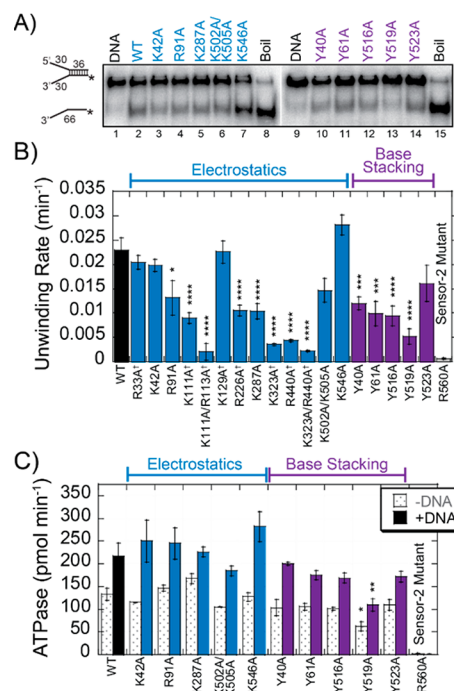 A)
DNA
WT
K42A
R91A
K287A
K502A/
K505A
K546A
Boil
DNA
Y40A
Y61A
Y516A
Y519A
Y523A
Boil
5' 30 36
*
3' 30
*
3' 66
1 2 3 4 5 6 7 8 9 10 11 12 13 14 15
B)
Electrostatics
Base
Stacking
Unwinding Rate (min-1)
0.035
0.03
0.025
0.02
0.015
0.01
0.005
0
*
****
****
****
****
****
****
****
***
***
****
****
Sensor-2 Mutant
WT
R33A†
K42A
R91A
K111A†
K111A/R113A†
K129A†
R226A†
K287A
K323A†
R440A†
K323A/R440A†
K502A/K505A
K546A
Y40A
Y61A
Y516A
Y519A
Y523A
R560A
C)
Electrostatics
Base Stacking
ATPase (pmol min-1)
350
300
250
200
150
100
50
0
-DNA
+DNA
*
**
Sensor-2 Mutant
WT
K42A
R91A
K287A
K502A/
K505A
K546A
Y40A
Y61A
Y516A
Y519A
Y523A
R560A